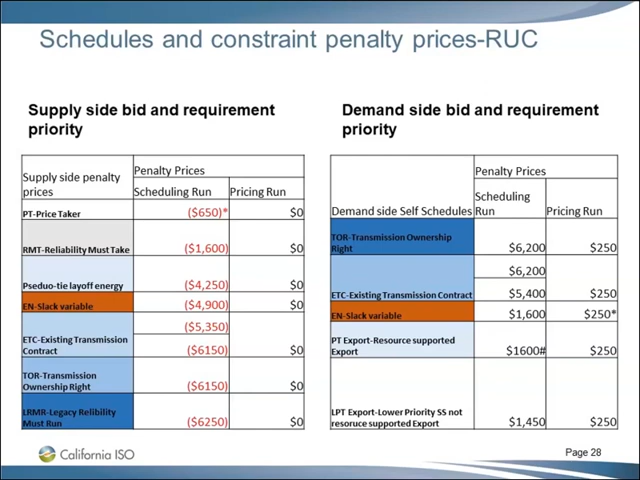 Schedules and constraint penalty prices-RUC
Supply side bid and requirement
priority
Supply side penalty
prices
Penalty Prices
Scheduling Run
Pricing Run
PT-Price Taker
($650)*
$0
RMT-Reliability Must Take
($1,600)
$0
Pseduo-tie layoff energy
($4,250)
$0
EN-Slack variable
($4,900)
$0
ETC-Existing Transmission
Contract
($5,350)
($6150)
$0
TOR-Transmission
Ownership Right
($6150)
$0
LRMR-Legacy Relibility
Must Run
($6250)
$0
Demand side bid and requirement
priority
Demand side Self Schedules
Penalty Prices
Scheduling
Run
Pricing Run
TOR-Transmission Ownership
Right
$6,200
$250
ETC-Existing Transmission Contract
$6,200
$5,400
$250
EN-Slack variable
$1,600
$250*
PT Export-Resource supported
Export
$1600#
$250
LPT Export-Lower Priority SS not
resoruce supported Export
$1,450
$250
California ISO
Page 28